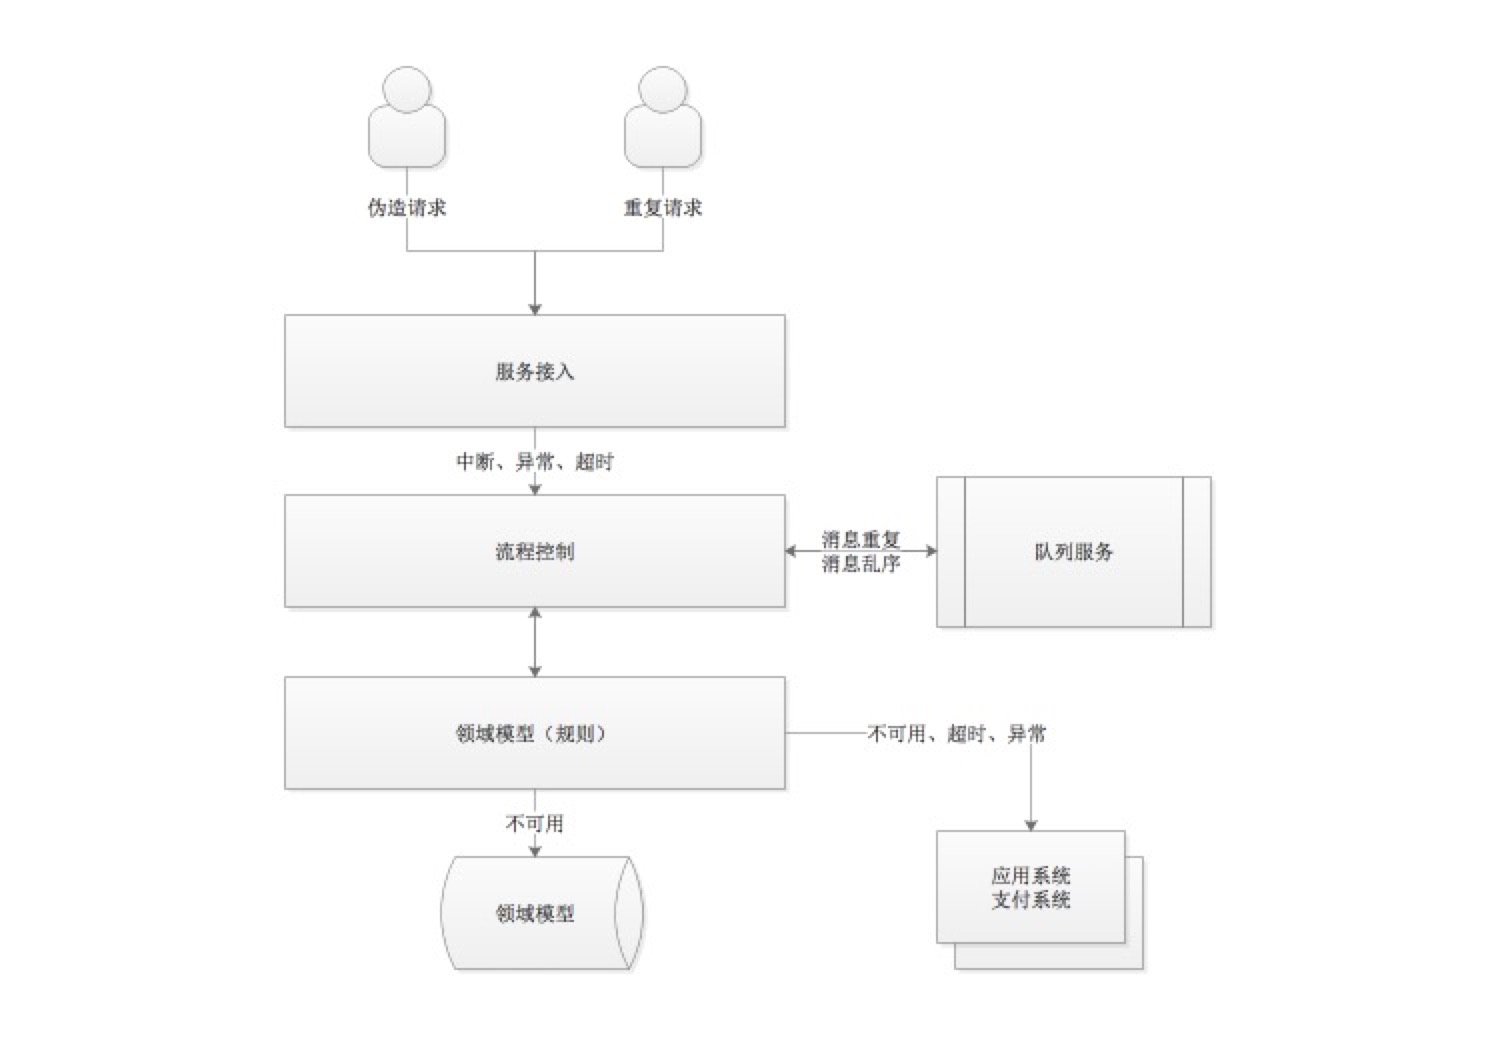 伪造请求
重复请求
服务接入
中断、异常、超时
流程控制
消息重复
消息乱序
队列服务
领域模型（规则）
不可用、超时、异常
不可用
领域模型
应用系统
支付系统